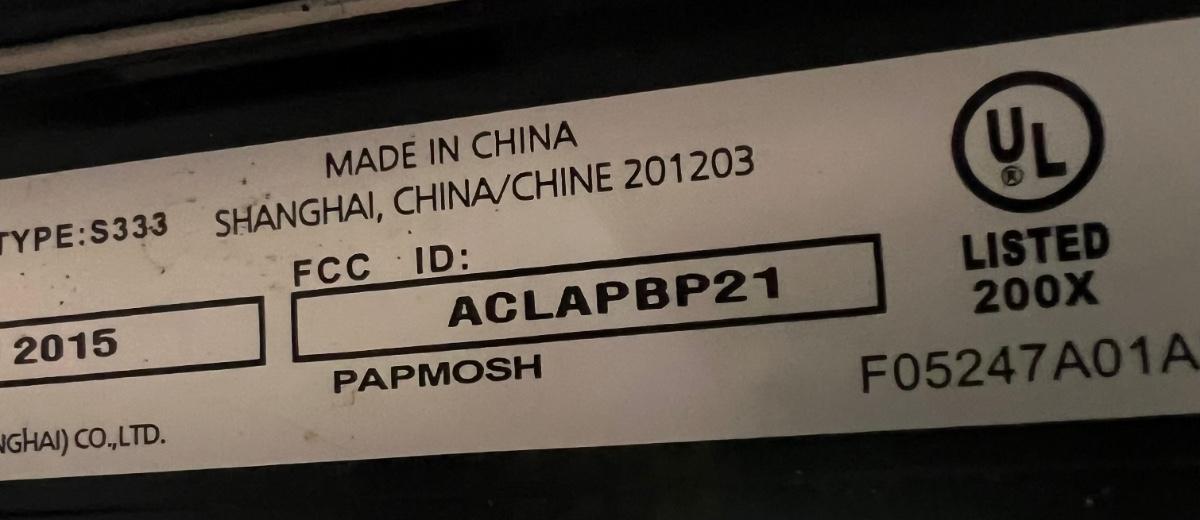 MADE IN CHINA
TYPE:S333 SHANGHAI, CHINA/CHINE 201203
FCC ID:
2015 ACLAPBP21
PAPMOSH
CO.,LTD.
UL
®
LISTED
200X
F05247A01A